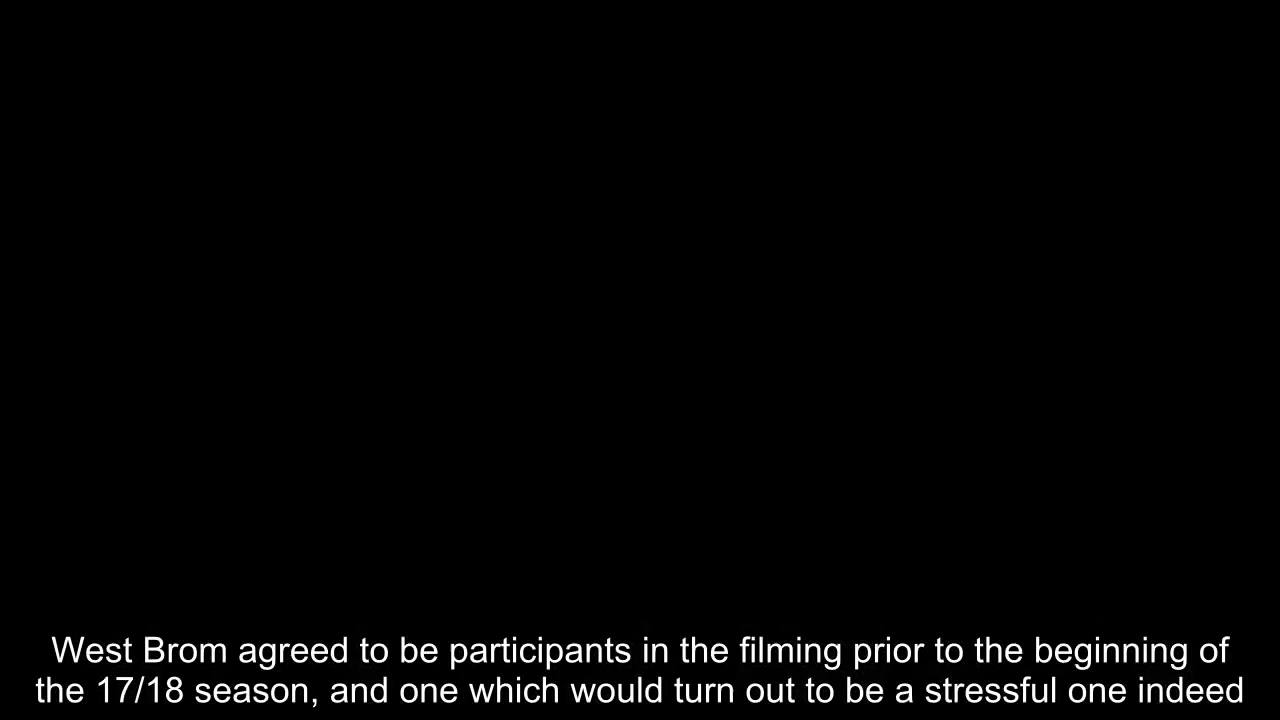 West Brom agreed to be participants in the filming prior to the beginning of
the 17/18 season, and one which would turn out to be a stressful one indeed